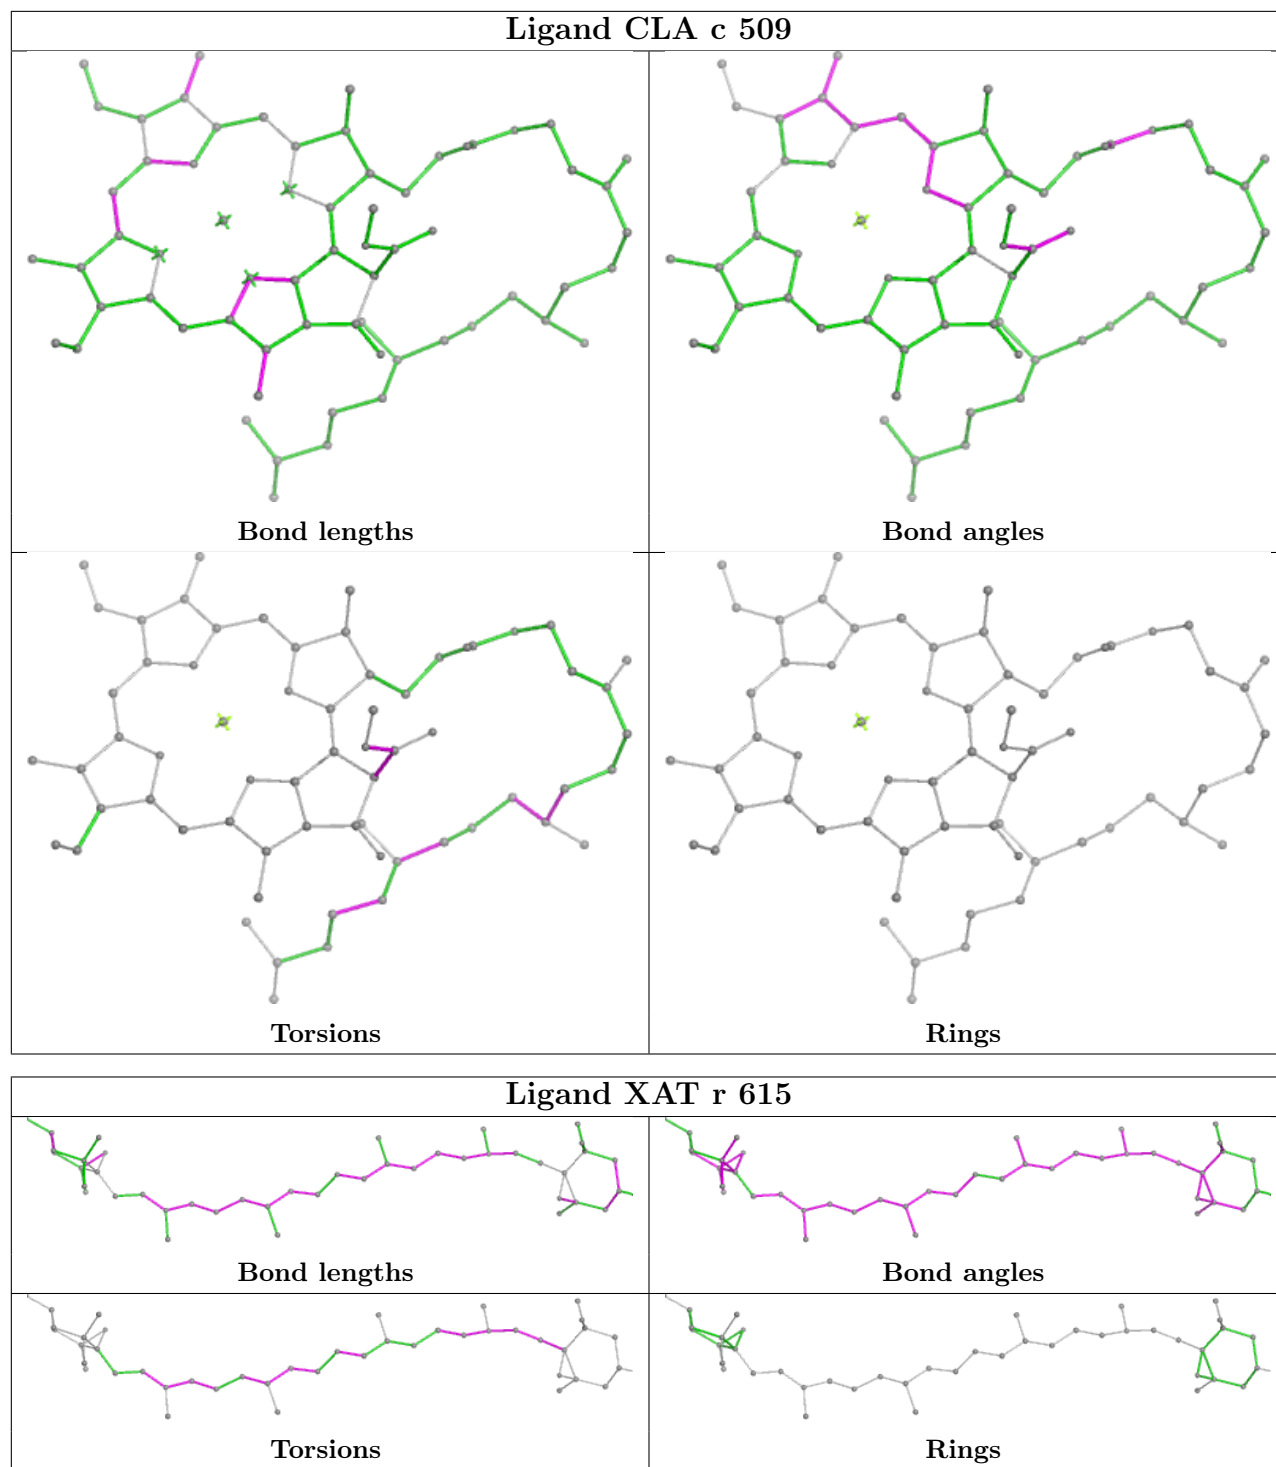 Ligand CLA c 509
Bond lengths
Bond angles
Torsions
Rings
Ligand XAT r 615
Bond lengths
Bond angles
Torsions
Rings